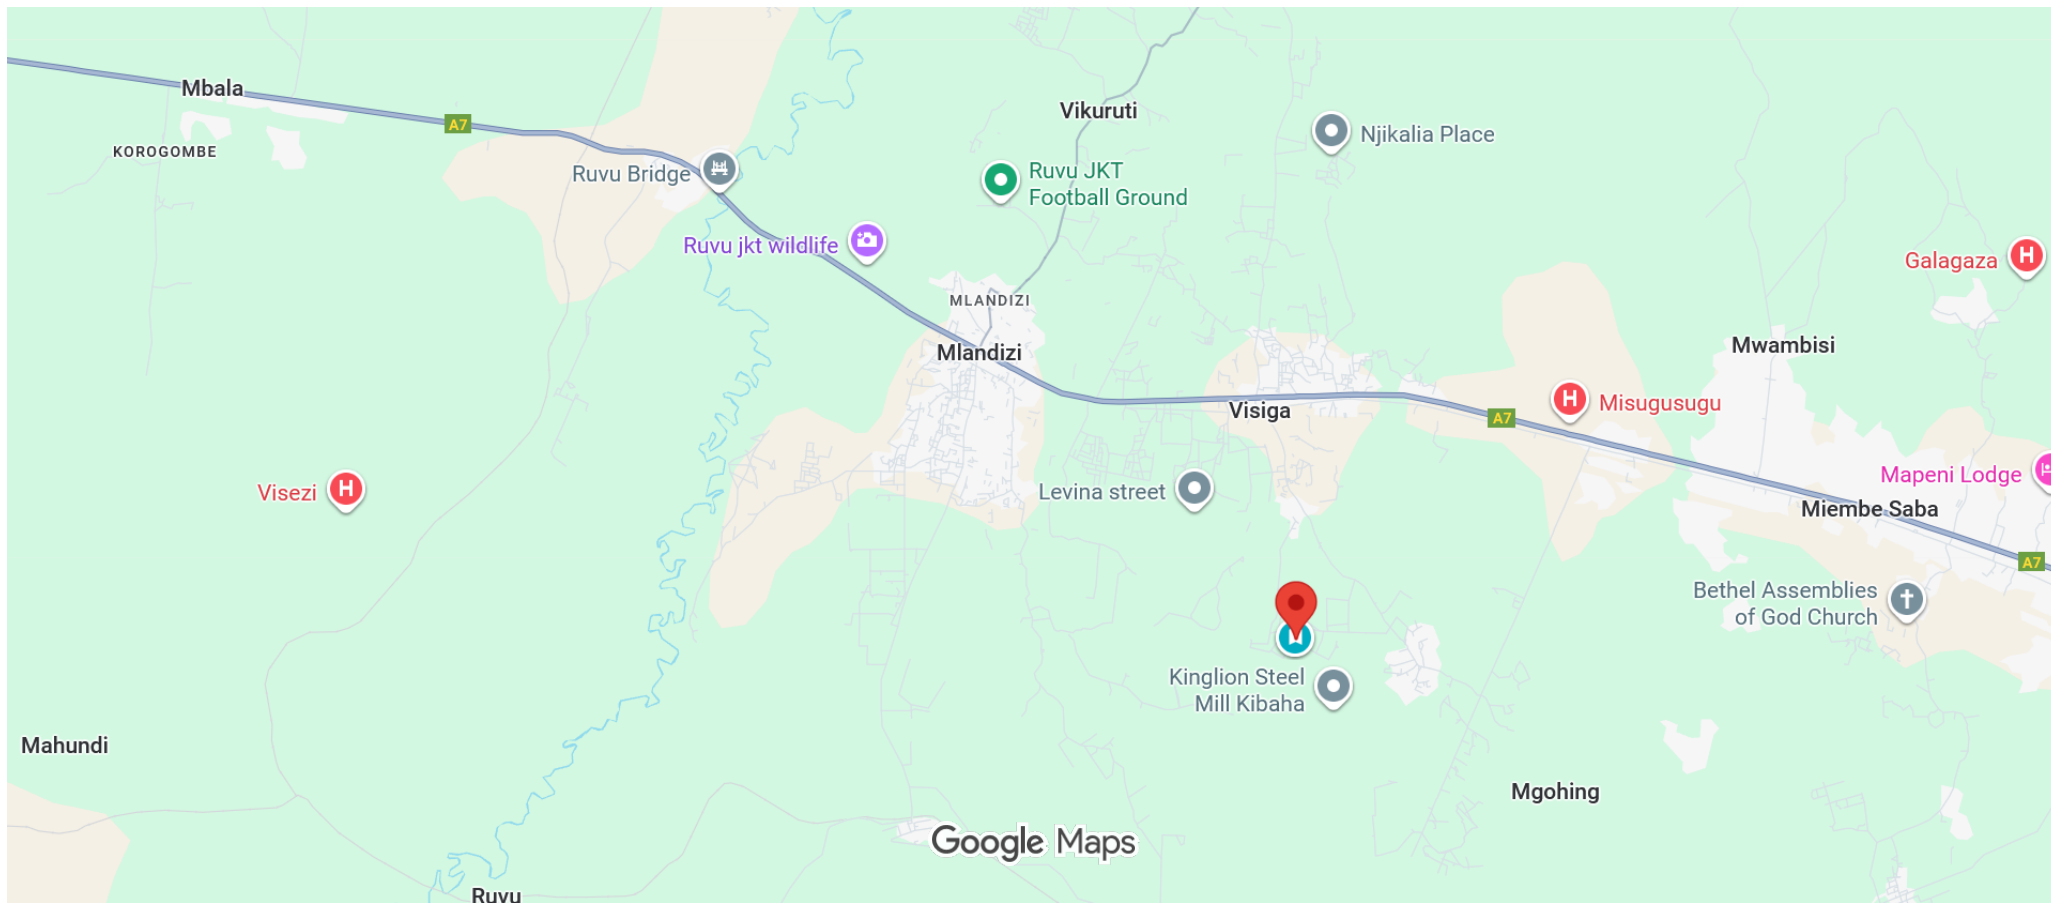 Mbala
A7
KOROGOMBE
Vikuruti
Njikalia Place
Ruvu Bridge
Ruvu JKT
Football Ground
Ruvu jkt wildlife
Galagaza
MLANDIZI
Mlandizi
Mwambisi
Visiga
A7
Misugusugu
Visezi
Levina street
Mapeni Lodge
Miembe Saba
A7
Bethel Assemblies
of God Church
Kinglion Steel
Mill Kibaha
Mahundi
Mgohing
Google Maps
Ruvu